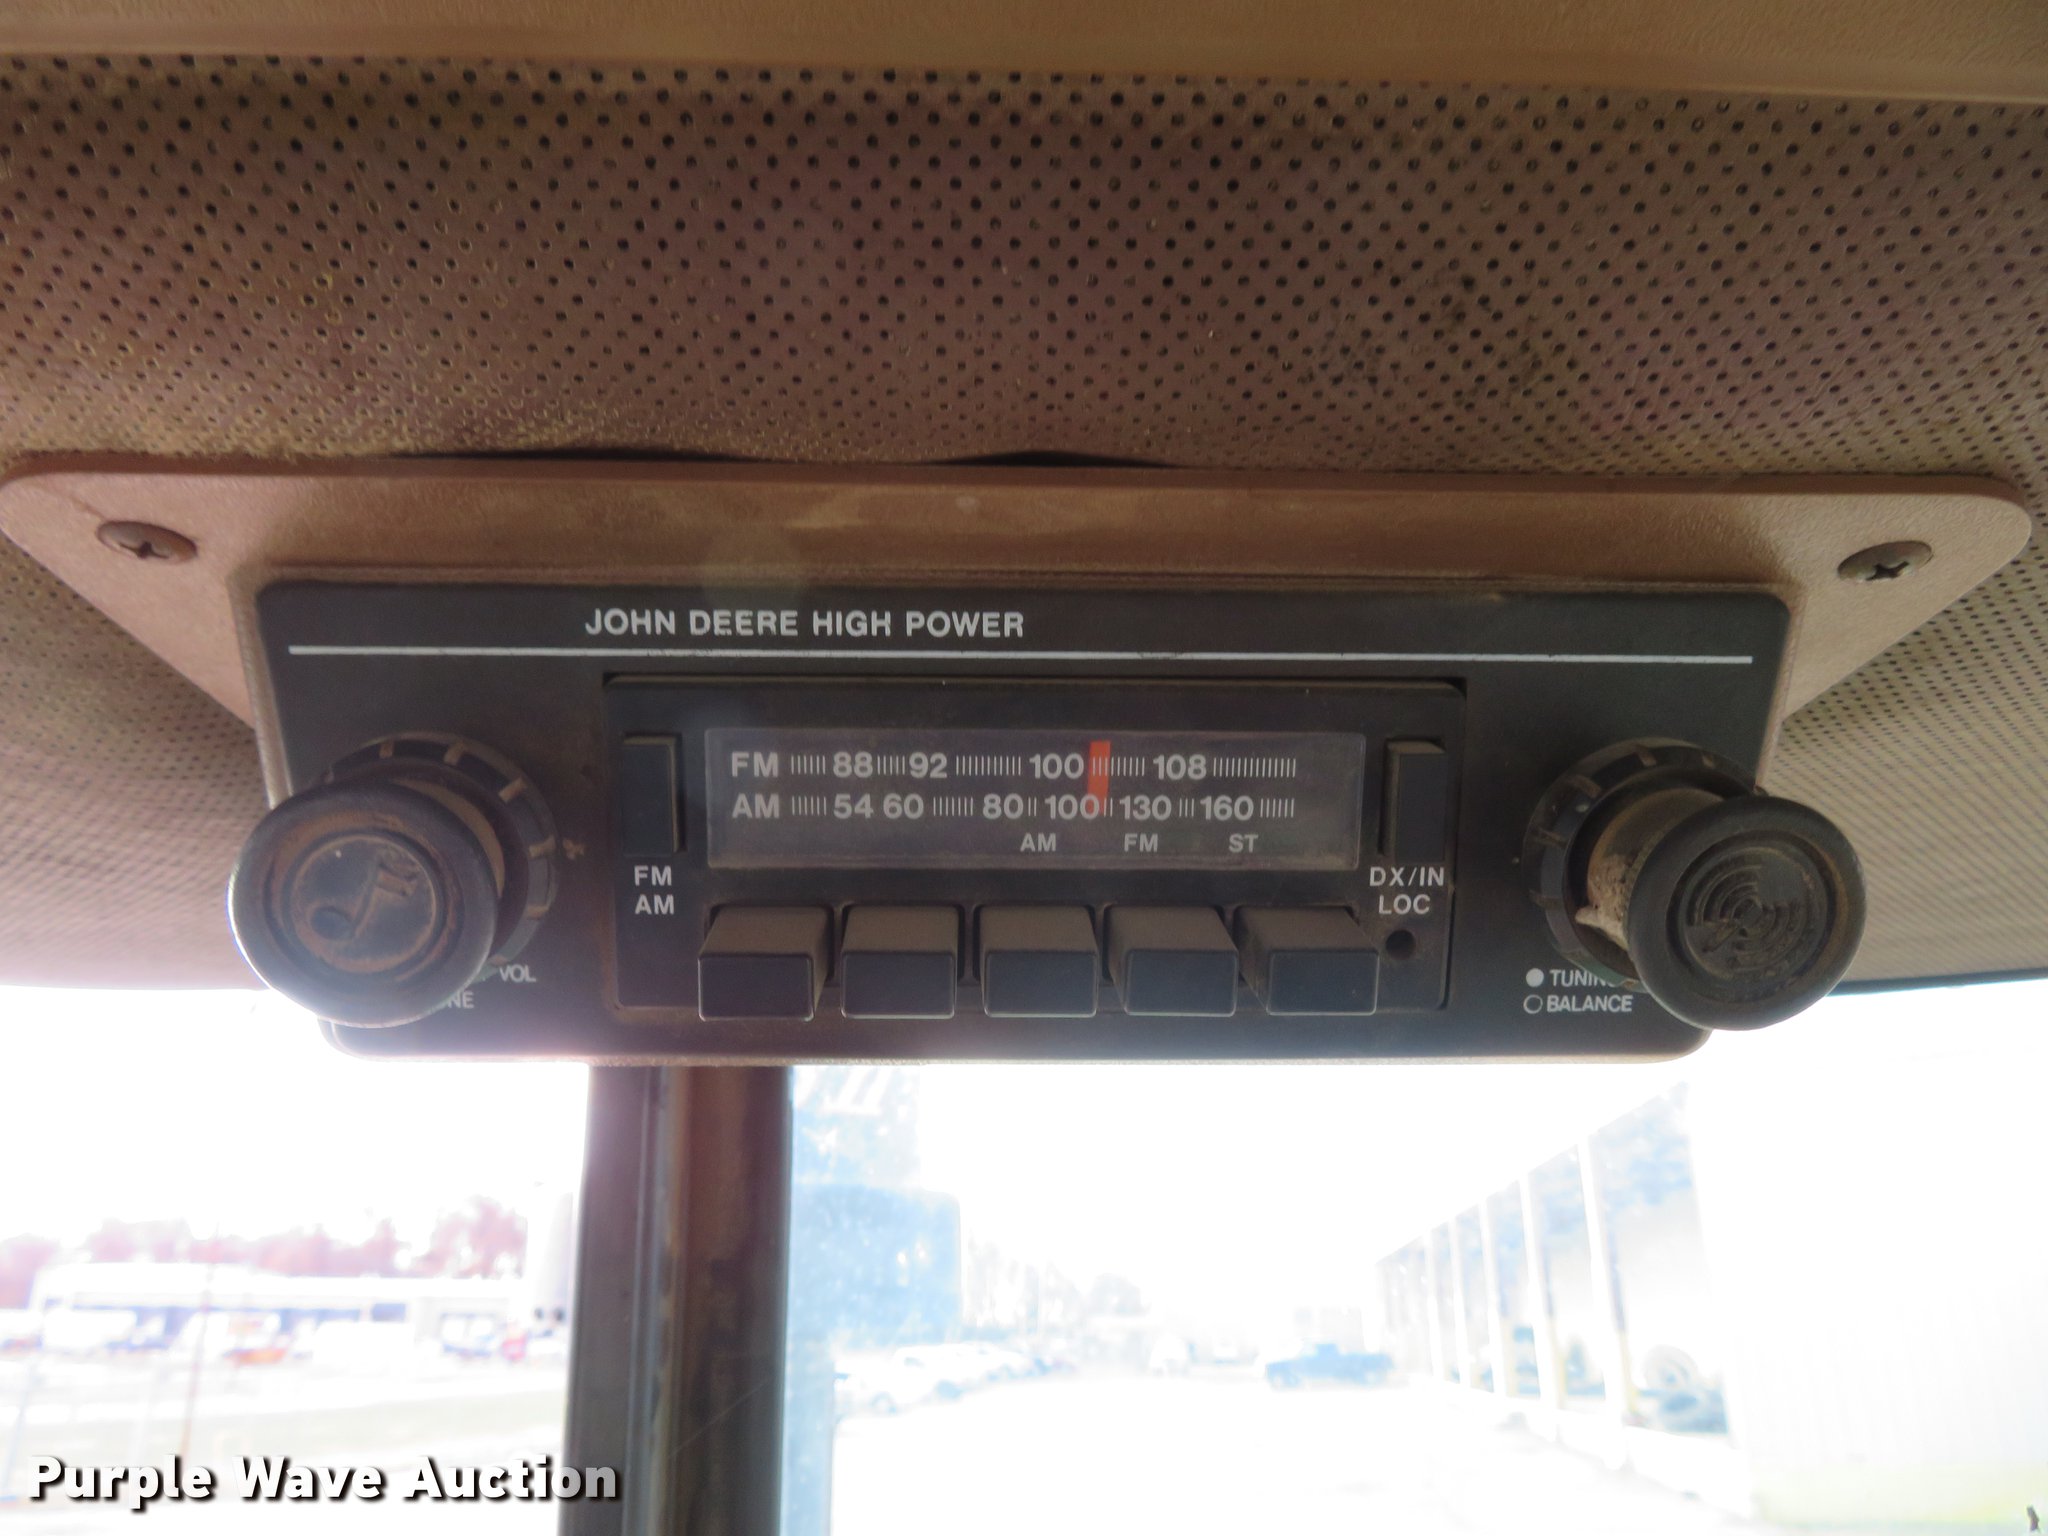 JOHN DEERE HIGH POWER
FM 88 92 100 108
AM 54 60 80 100 130 160
AM FM ST
FM
AM
DX/IN
LOC
VOL
TUNING
BALANCE
Purple Wave Auction